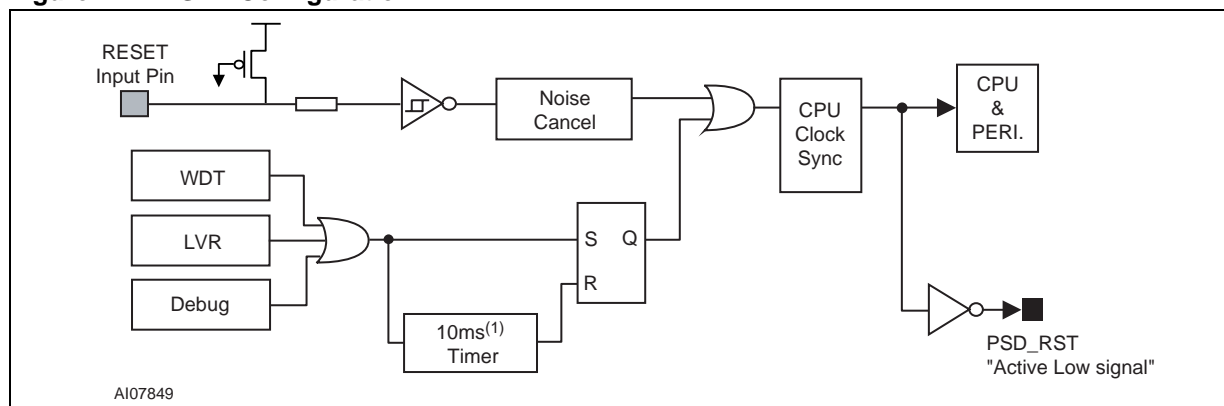 RESET
Input Pin
Noise
Cancel
CPU
Clock
Sync
CPU
&
PERI.
WDT
LVR
Debug
S
Q
R
10ms(1)
Timer
PSD_RST
"Active Low signal"
AI07849